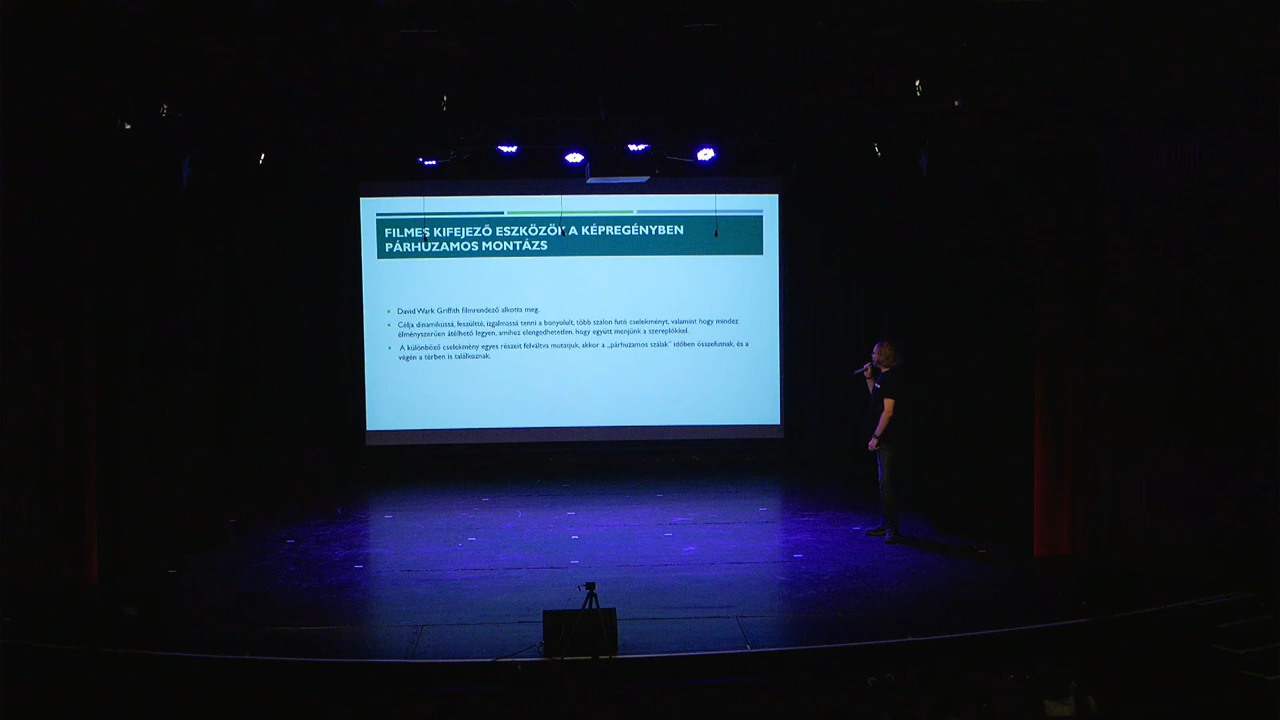 FILMES KIFEJEZŐ ESZKÖZÖK A KÉPREGÉNYBEN
PÁRHUZAMOS MONTÁZS
David Wark Griffith filmrendező alkotta meg.
Célja dinamikussá, feszültté, izgalmassá tenni a bonyolult, több szálon futó cselekményt, valamint hogy mindez
élményszerűen átélhető legyen, amihez elengedhetetlen, hogy együtt menjünk a szereplőkkel.
A különböző cselekmény egyes részeit felváltva mutatjuk, akkor a „párhuzamos szálak" időben összefutnak, és a
végén a térben is találkoznak.